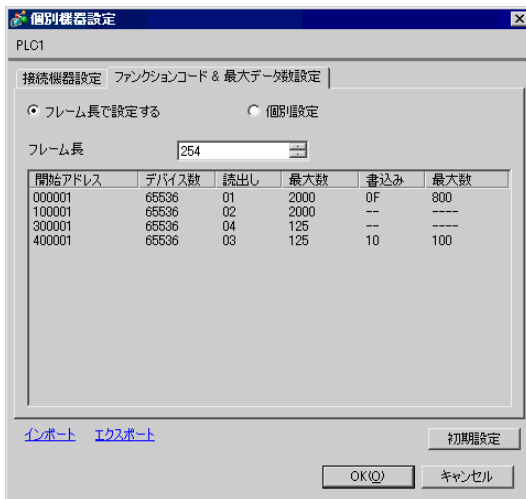 個別機器設定
PLC1
接続機器設定 ファンクションコード & 最大データ数設定
フレーム長で設定する 個別設定
フレーム長 254
開始アドレス デバイス数 読出し 最大数 書込み 最大数
000001 65536 01 2000 0F 800
100001 65536 02 2000 -- ----
300001 65536 04 125 -- ----
400001 65536 03 125 10 100
インポート エクスポート 初期設定
OK(O) キャンセル